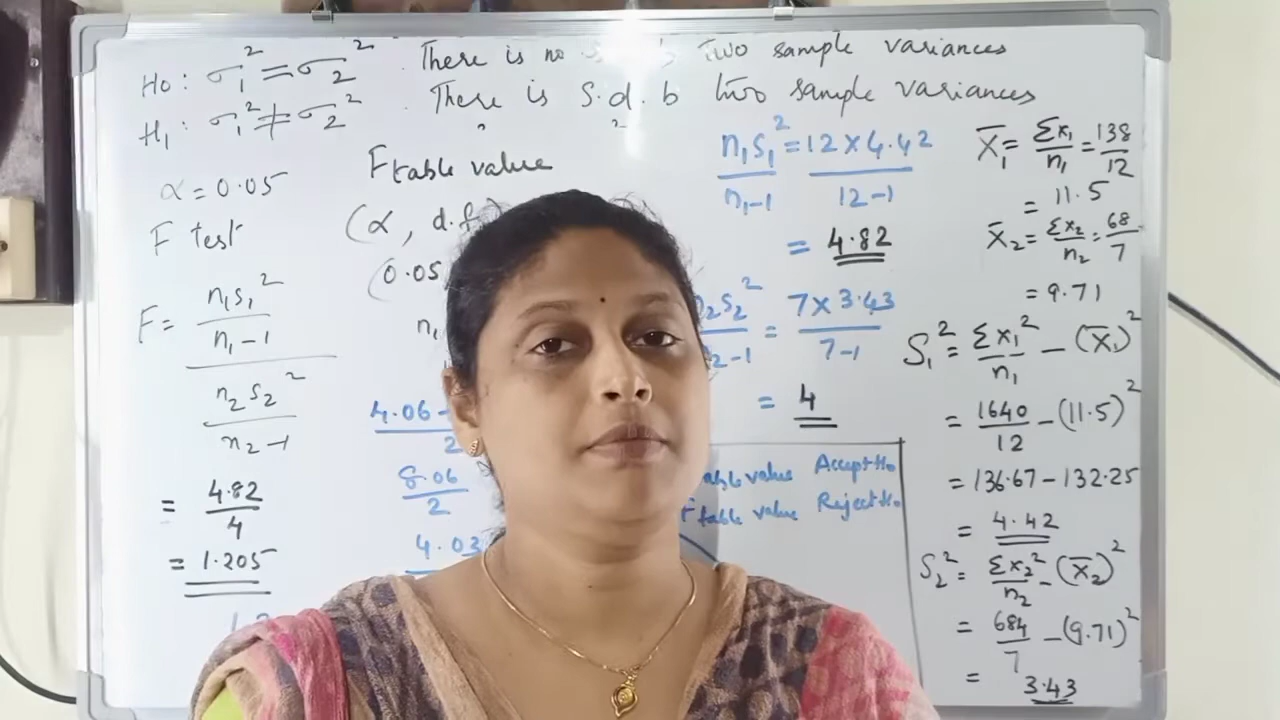 H0 : σ1² = σ2² . There is no Two sample variances
H1 : σ1² ≠ σ2² . There is S.d. b two sample variances
α = 0.05
F test
F = n1s1² / n1-1
n2s2² / n2-1
= 4.82 / 4
= 1.205
F table value
(α, d.f)
(0.05
4.06 -
2
8.06 / 2
4.03
n1s1² / n1-1 = 12 × 4.42 / 12-1
= 4.82
n2s2² / 2-1 = 7 × 3.43 / 7-1
= 4
value Accept H0
F table value Reject H0
X̄1 = Σx1 / n1 = 138 / 12
= 11.5
X̄2 = Σx2 / n2 = 68 / 7
= 9.71
S1² = Σx1² / n1 - (X̄1)²
= 1640 / 12 - (11.5)²
= 136.67 - 132.25
= 4.42
S2² = Σx2² / n2 - (X̄2)²
= 684 / 7 - (9.71)²
= 3.43